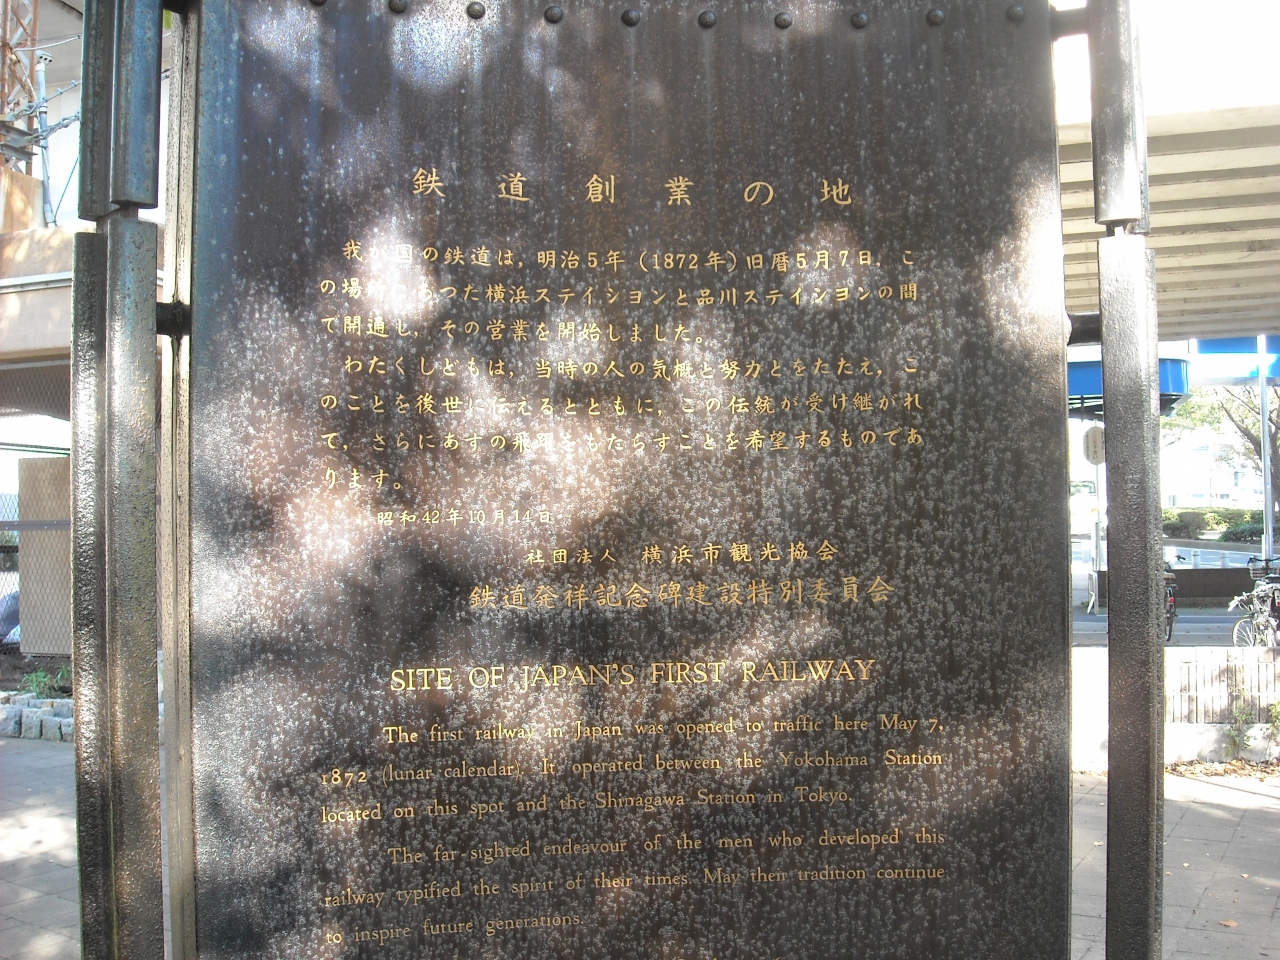 鉄道創業の地
我が国の鉄道は，明治5年（1872年）旧暦5月7日，こ
の場所にあつた横浜ステイシヨンと品川ステイシヨンの間
で開通し，その営業を開始しました。
わたくしどもは，当時の人の気概と努力とをたたえ，こ
のことを後世に伝えるとともに，この伝統が受け継がれ
て，さらにあすの飛躍をもたらすことを希望するものであ
ります。
昭和42年10月14日
社団法人 横浜市観光協会
鉄道発祥記念碑建設特別委員会
SITE OF JAPAN'S FIRST RAILWAY
The first railway in Japan was opened to traffic here May 7,
1872 (lunar calendar). It operated between the Yokohama Station
located on this spot and the Shinagawa Station in Tokyo.
The far-sighted endeavour of the men who developed this
railway typified the spirit of their times. May their tradition continue
to inspire future generations.